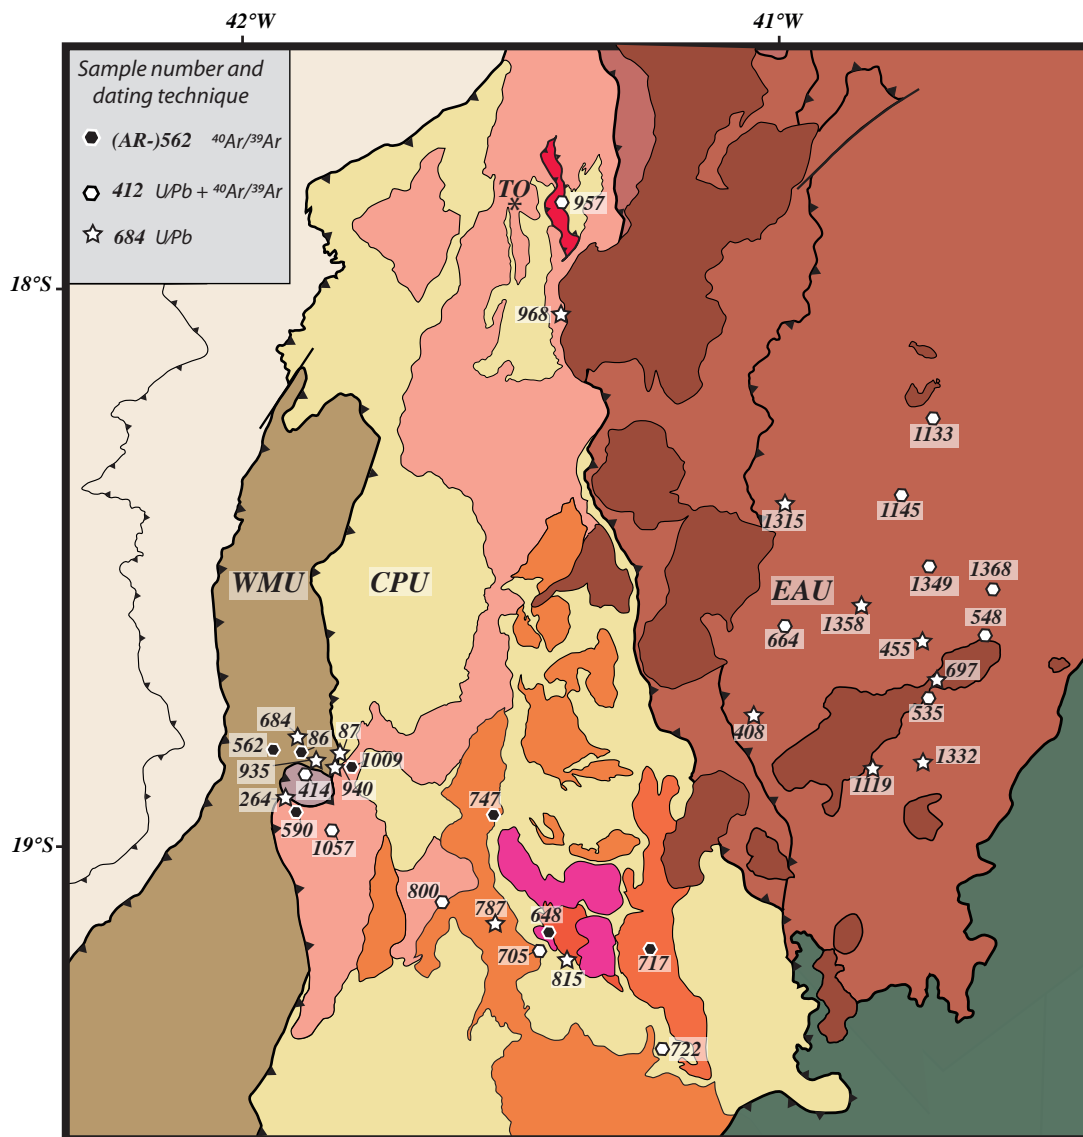 42°W
41°W
Sample number and
dating technique
(AR-)562 ⁴⁰Ar/³⁹Ar
412 U/Pb + ⁴⁰Ar/³⁹Ar
684 U/Pb
TO
957
18°S
968
1133
1145
1315
WMU
CPU
EAU
1349
1368
1358
548
664
455
697
535
408
684
87
562
86
1009
935
1332
1119
414
940
264
747
590
1057
19°S
800
787
648
705
717
815
722